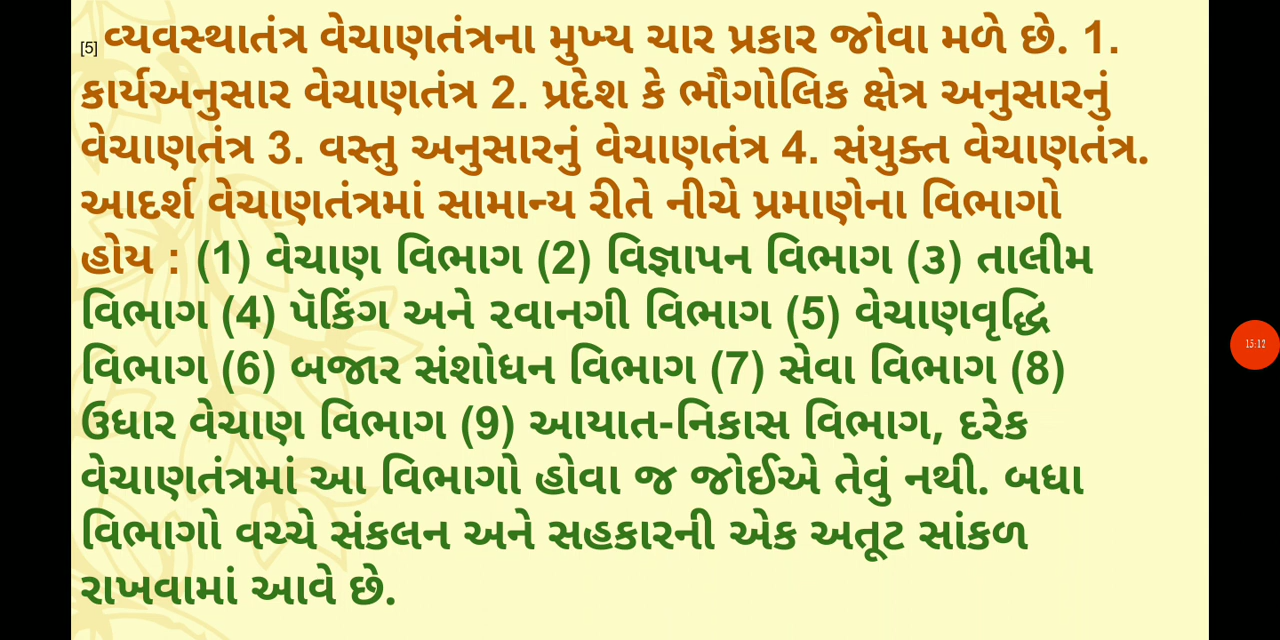 [5] વ્યવસ્થાતંત્ર વેચાણતંત્રના મુખ્ય ચાર પ્રકાર જોવા મળે છે. 1.
કાર્યઅનુસાર વેચાણતંત્ર 2. પ્રદેશ કે ભૌગોલિક ક્ષેત્ર અનુસારનું
વેચાણતંત્ર 3. વસ્તુ અનુસારનું વેચાણતંત્ર 4. સંયુક્ત વેચાણતંત્ર.
આદર્શ વેચાણતંત્રમાં સામાન્ય રીતે નીચે પ્રમાણેના વિભાગો
હોય : (1) વેચાણ વિભાગ (2) વિજ્ઞાપન વિભાગ (૩) તાલીમ
વિભાગ (4) પૅકિંગ અને રવાનગી વિભાગ (5) વેચાણવૃદ્ધિ
વિભાગ (6) બજાર સંશોધન વિભાગ (7) સેવા વિભાગ (8)
ઉધાર વેચાણ વિભાગ (9) આયાત-નિકાસ વિભાગ, દરેક
વેચાણતંત્રમાં આ વિભાગો હોવા જ જોઈએ તેવું નથી. બધા
વિભાગો વચ્ચે સંકલન અને સહકારની એક અતૂટ સાંકળ
રાખવામાં આવે છે.
15:12